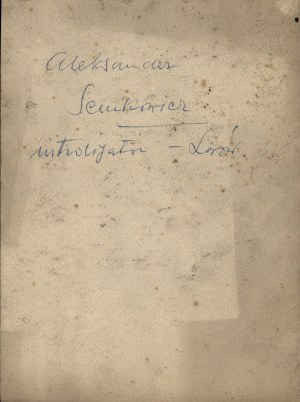 Aleksander
Semkowicz
introligator – Lwów